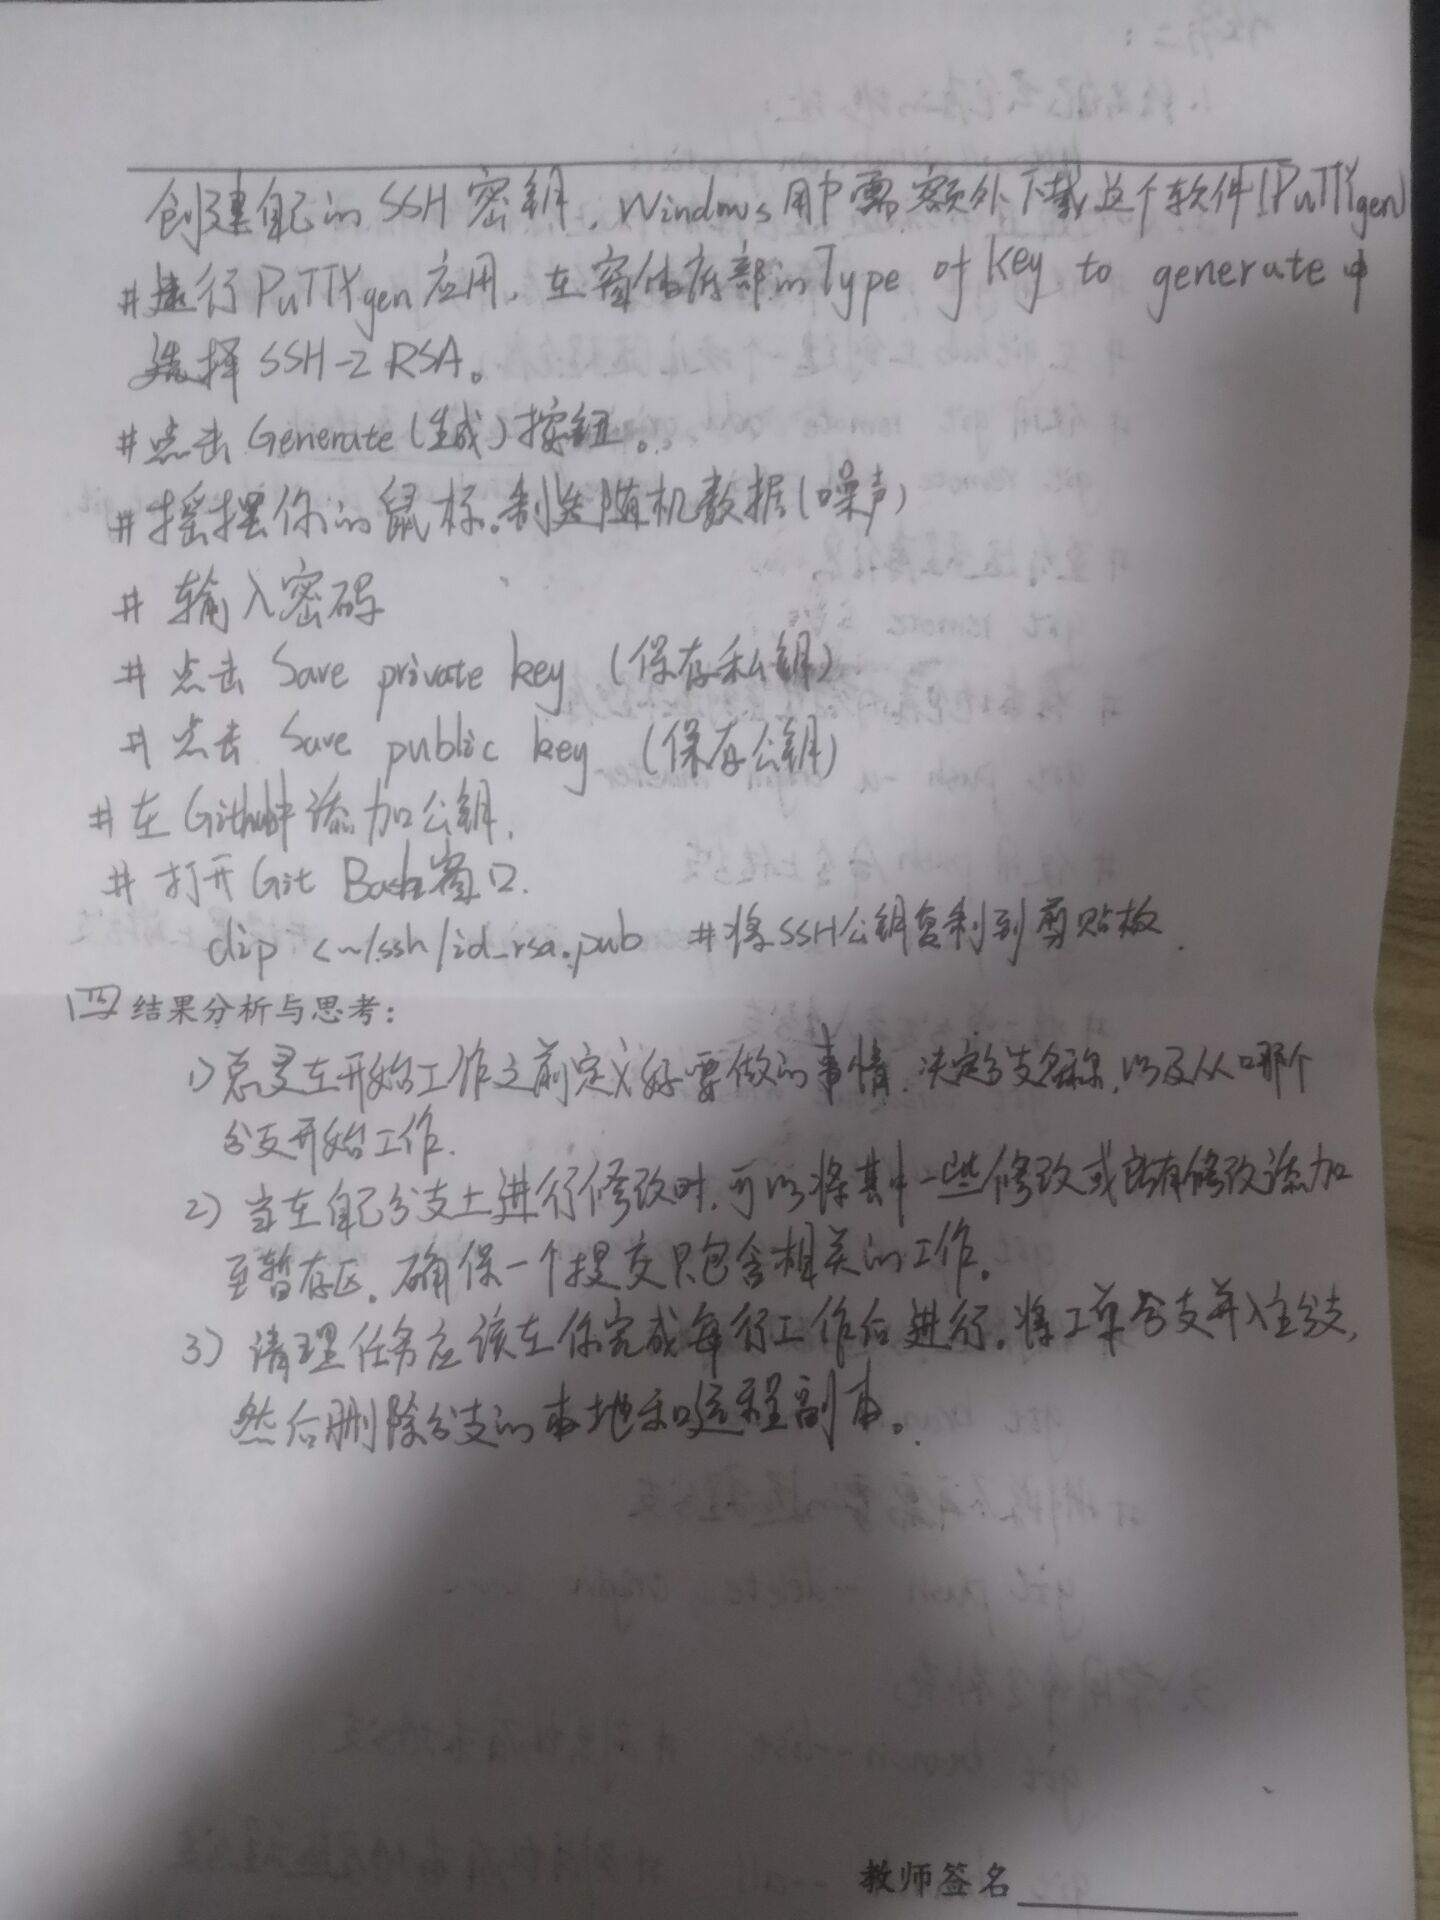 创建自己的SSH密钥，Windows用户需额外下载这个软件(PuTTYgen)
#进行PuTTYgen应用，在窗体底部的Type of key to generate中
选择SSH-2 RSA。
#点击Generate(生成)按钮。
#摇摆你的鼠标。制造随机数据(噪声)
# 输入密码
# 点击 Save private key (保存私钥)
# 点击 Save public key (保存公钥)
#在Github中添加公钥.
# 打开Git Bash窗口.
clip <~/.ssh/id_rsa.pub #将SSH公钥复制到剪贴板.
四 结果分析与思考:
1)总是在开始工作之前定义好要做的事情.决定分支名称,以及从哪个
分支开始工作.
2) 当在自己分支上进行修改时,可以将其中一些修改或所有修改添加
至暂存区。确保一个提交只包含相关的工作。
3) 清理任务应该在你完成每行工作后进行。将工单分支并入主分支,
然后删除分支的本地和远程副本。
教师签名